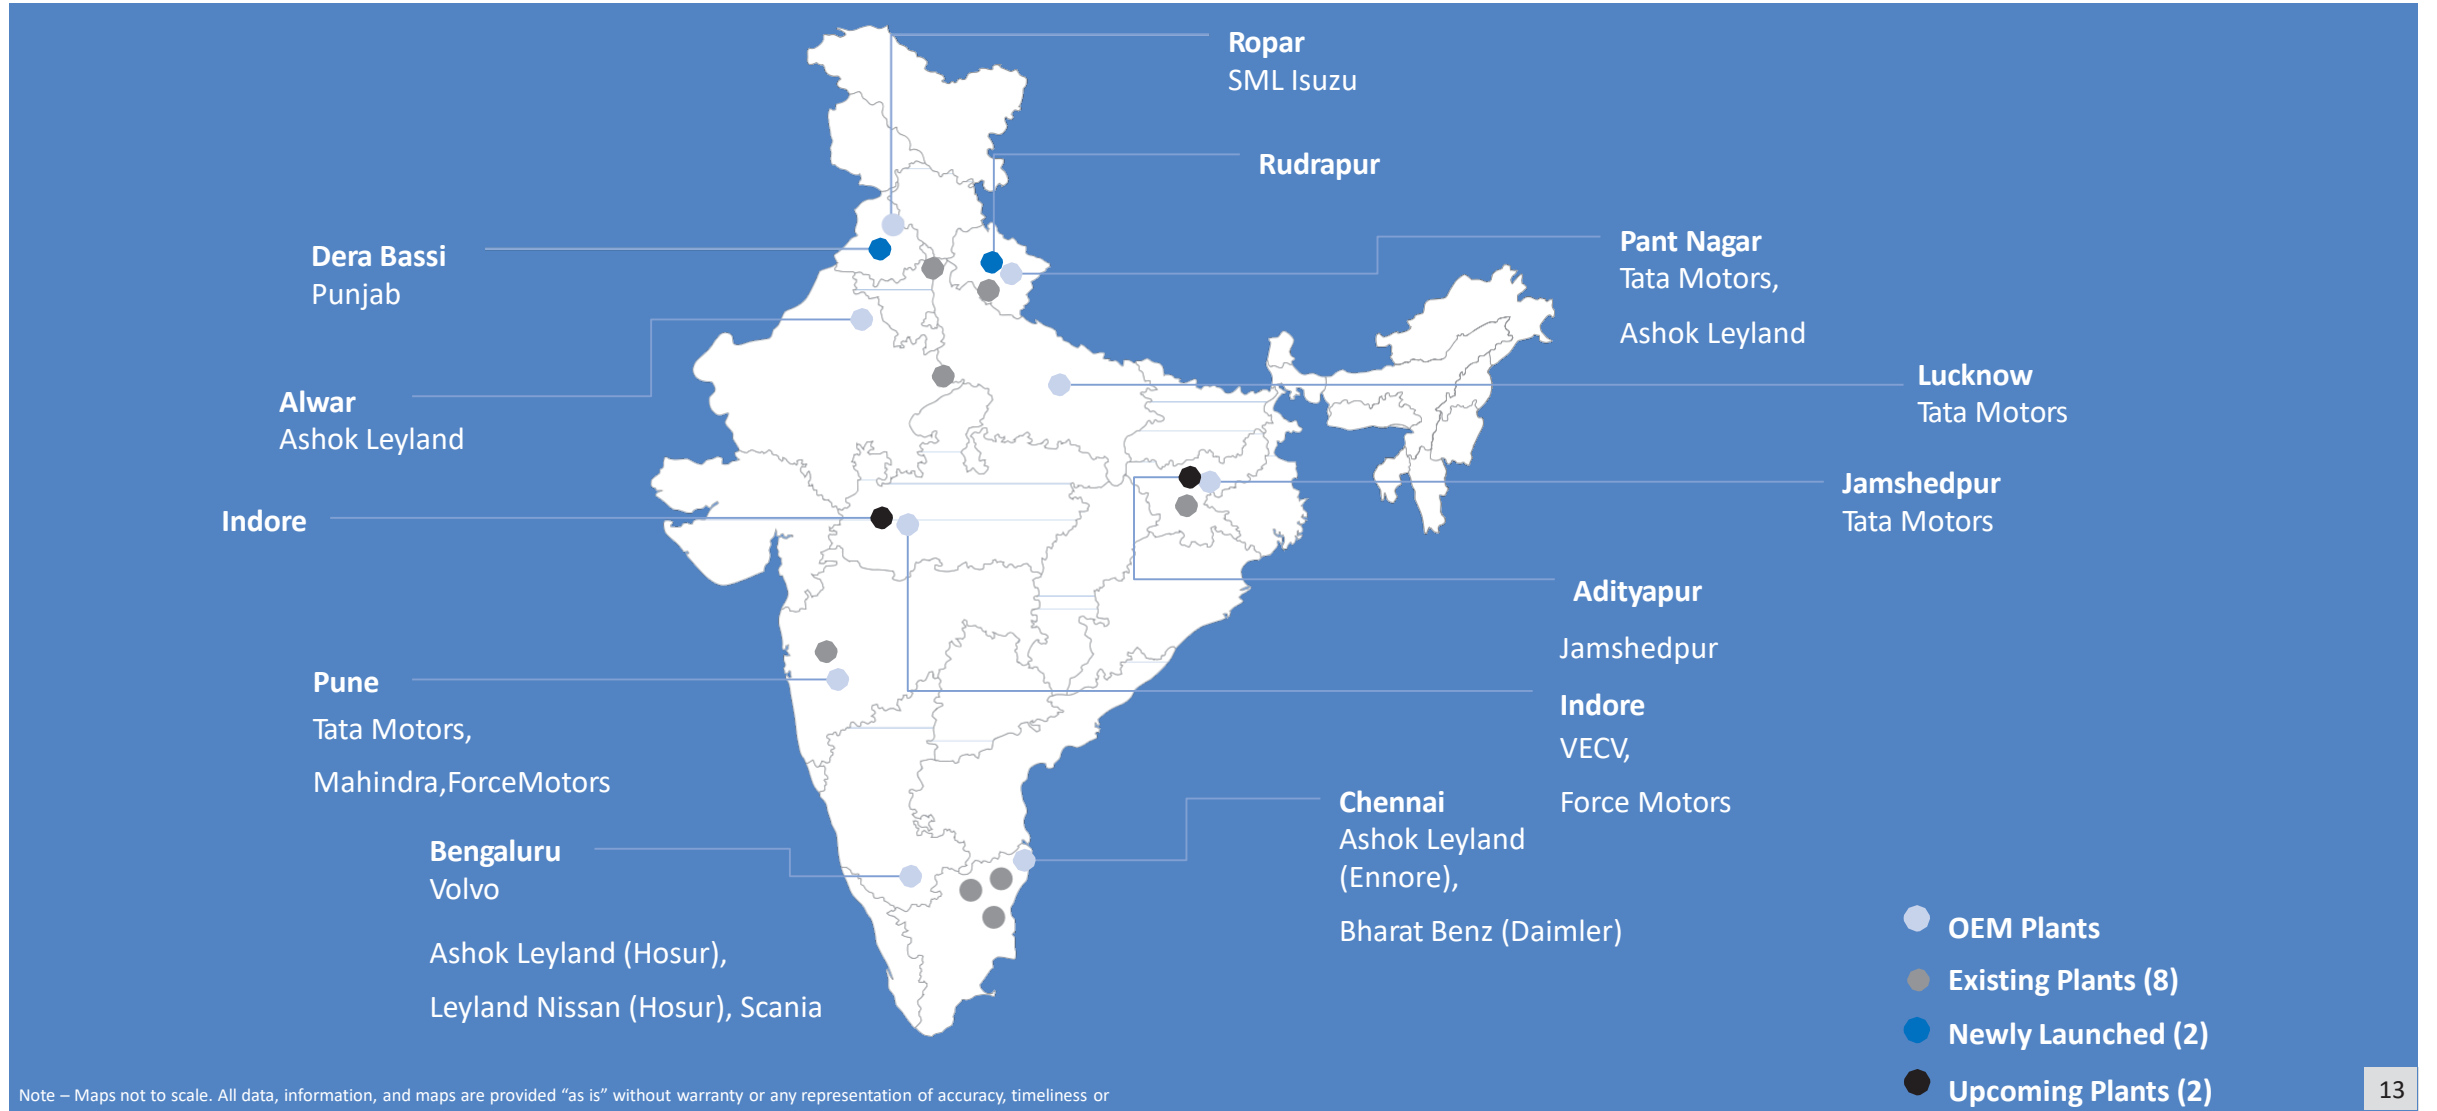 Ropar
SML Isuzu
Rudrapur
Dera Bassi
Punjab
Pant Nagar
Tata Motors,
Ashok Leyland
Alwar
Ashok Leyland
Lucknow
Tata Motors
Indore
Jamshedpur
Tata Motors
Adityapur
Jamshedpur
Pune
Tata Motors,
Mahindra,ForceMotors
Indore
VECV,
Force Motors
Bengaluru
Volvo
Ashok Leyland (Hosur),
Leyland Nissan (Hosur), Scania
Chennai
Ashok Leyland
(Ennore),
Bharat Benz (Daimler)
OEM Plants
Existing Plants (8)
Newly Launched (2)
Upcoming Plants (2)
Note – Maps not to scale. All data, information, and maps are provided “as is” without warranty or any representation of accuracy, timeliness or
13